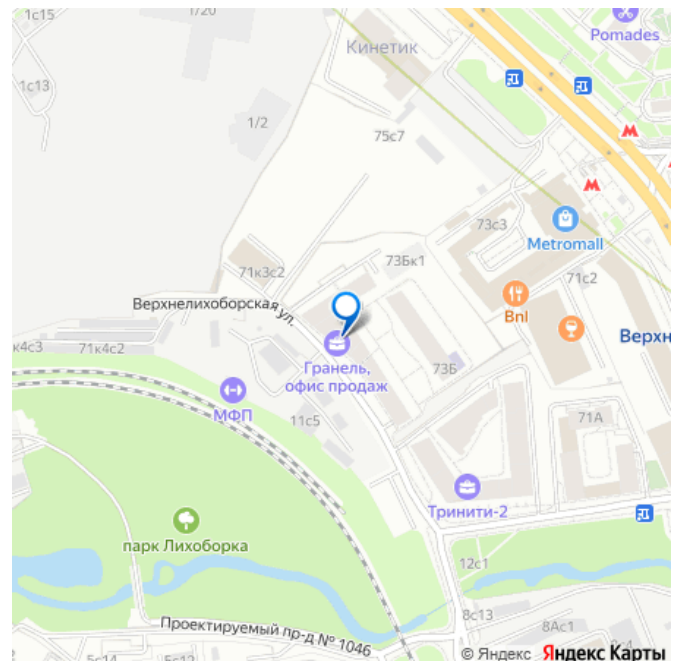 1с15
1/20
Pomades
Кинетик
1с13
1/2
75с7
73с3
Metromall
73Бк1
71к3с2
71с2
Bnl
Верхнелихоборская ул.
Верхн
к4с3
71к4с2
Гранель,
офис продаж
73Б
МФП
11с5
71А
Тринити-2
парк Лихоборка
12с1
8с13
Проектируемый пр-д № 1046
8Ас1
5с14
5с12
© Яндекс
Яндекс Карты